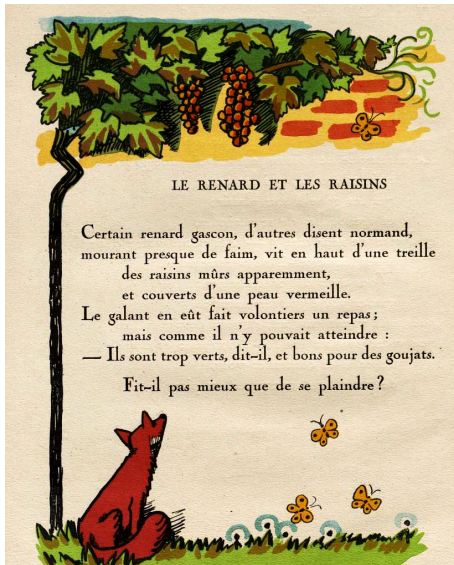 LE RENARD ET LES RAISINS
Certain renard gascon, d'autres disent normand,
mourant presque de faim, vit en haut d'une treille
des raisins mûrs apparemment,
et couverts d'une peau vermeille.
Le galant en eût fait volontiers un repas ;
mais comme il n'y pouvait atteindre :
— Ils sont trop verts, dit-il, et bons pour des goujats.
Fit-il pas mieux que de se plaindre ?